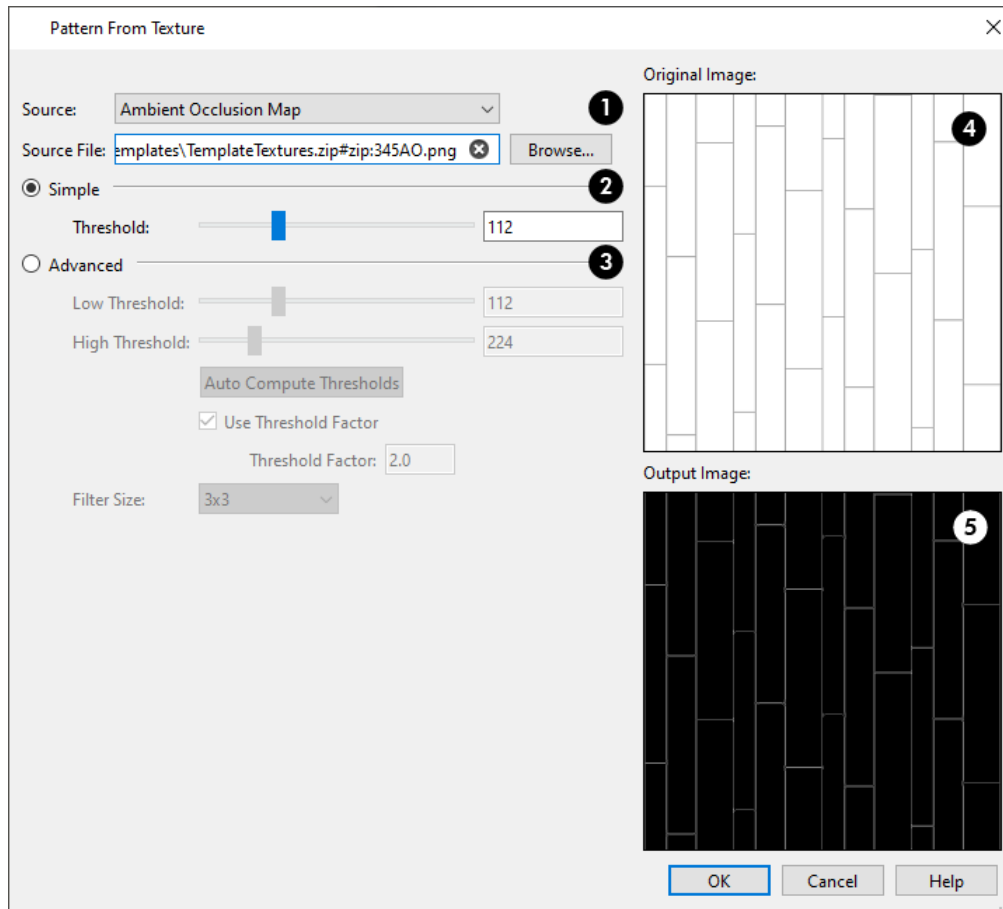 Pattern From Texture
Original Image:
Source: Ambient Occlusion Map 1
4
Source File: emplates\TemplateTextures.zip#zip:345AO.png Browse...
Simple 2
Threshold: 112
Advanced 3
Low Threshold: 112
High Threshold: 224
Auto Compute Thresholds
Use Threshold Factor
Threshold Factor: 2.0
Output Image:
Filter Size: 3x3
5
OK Cancel Help